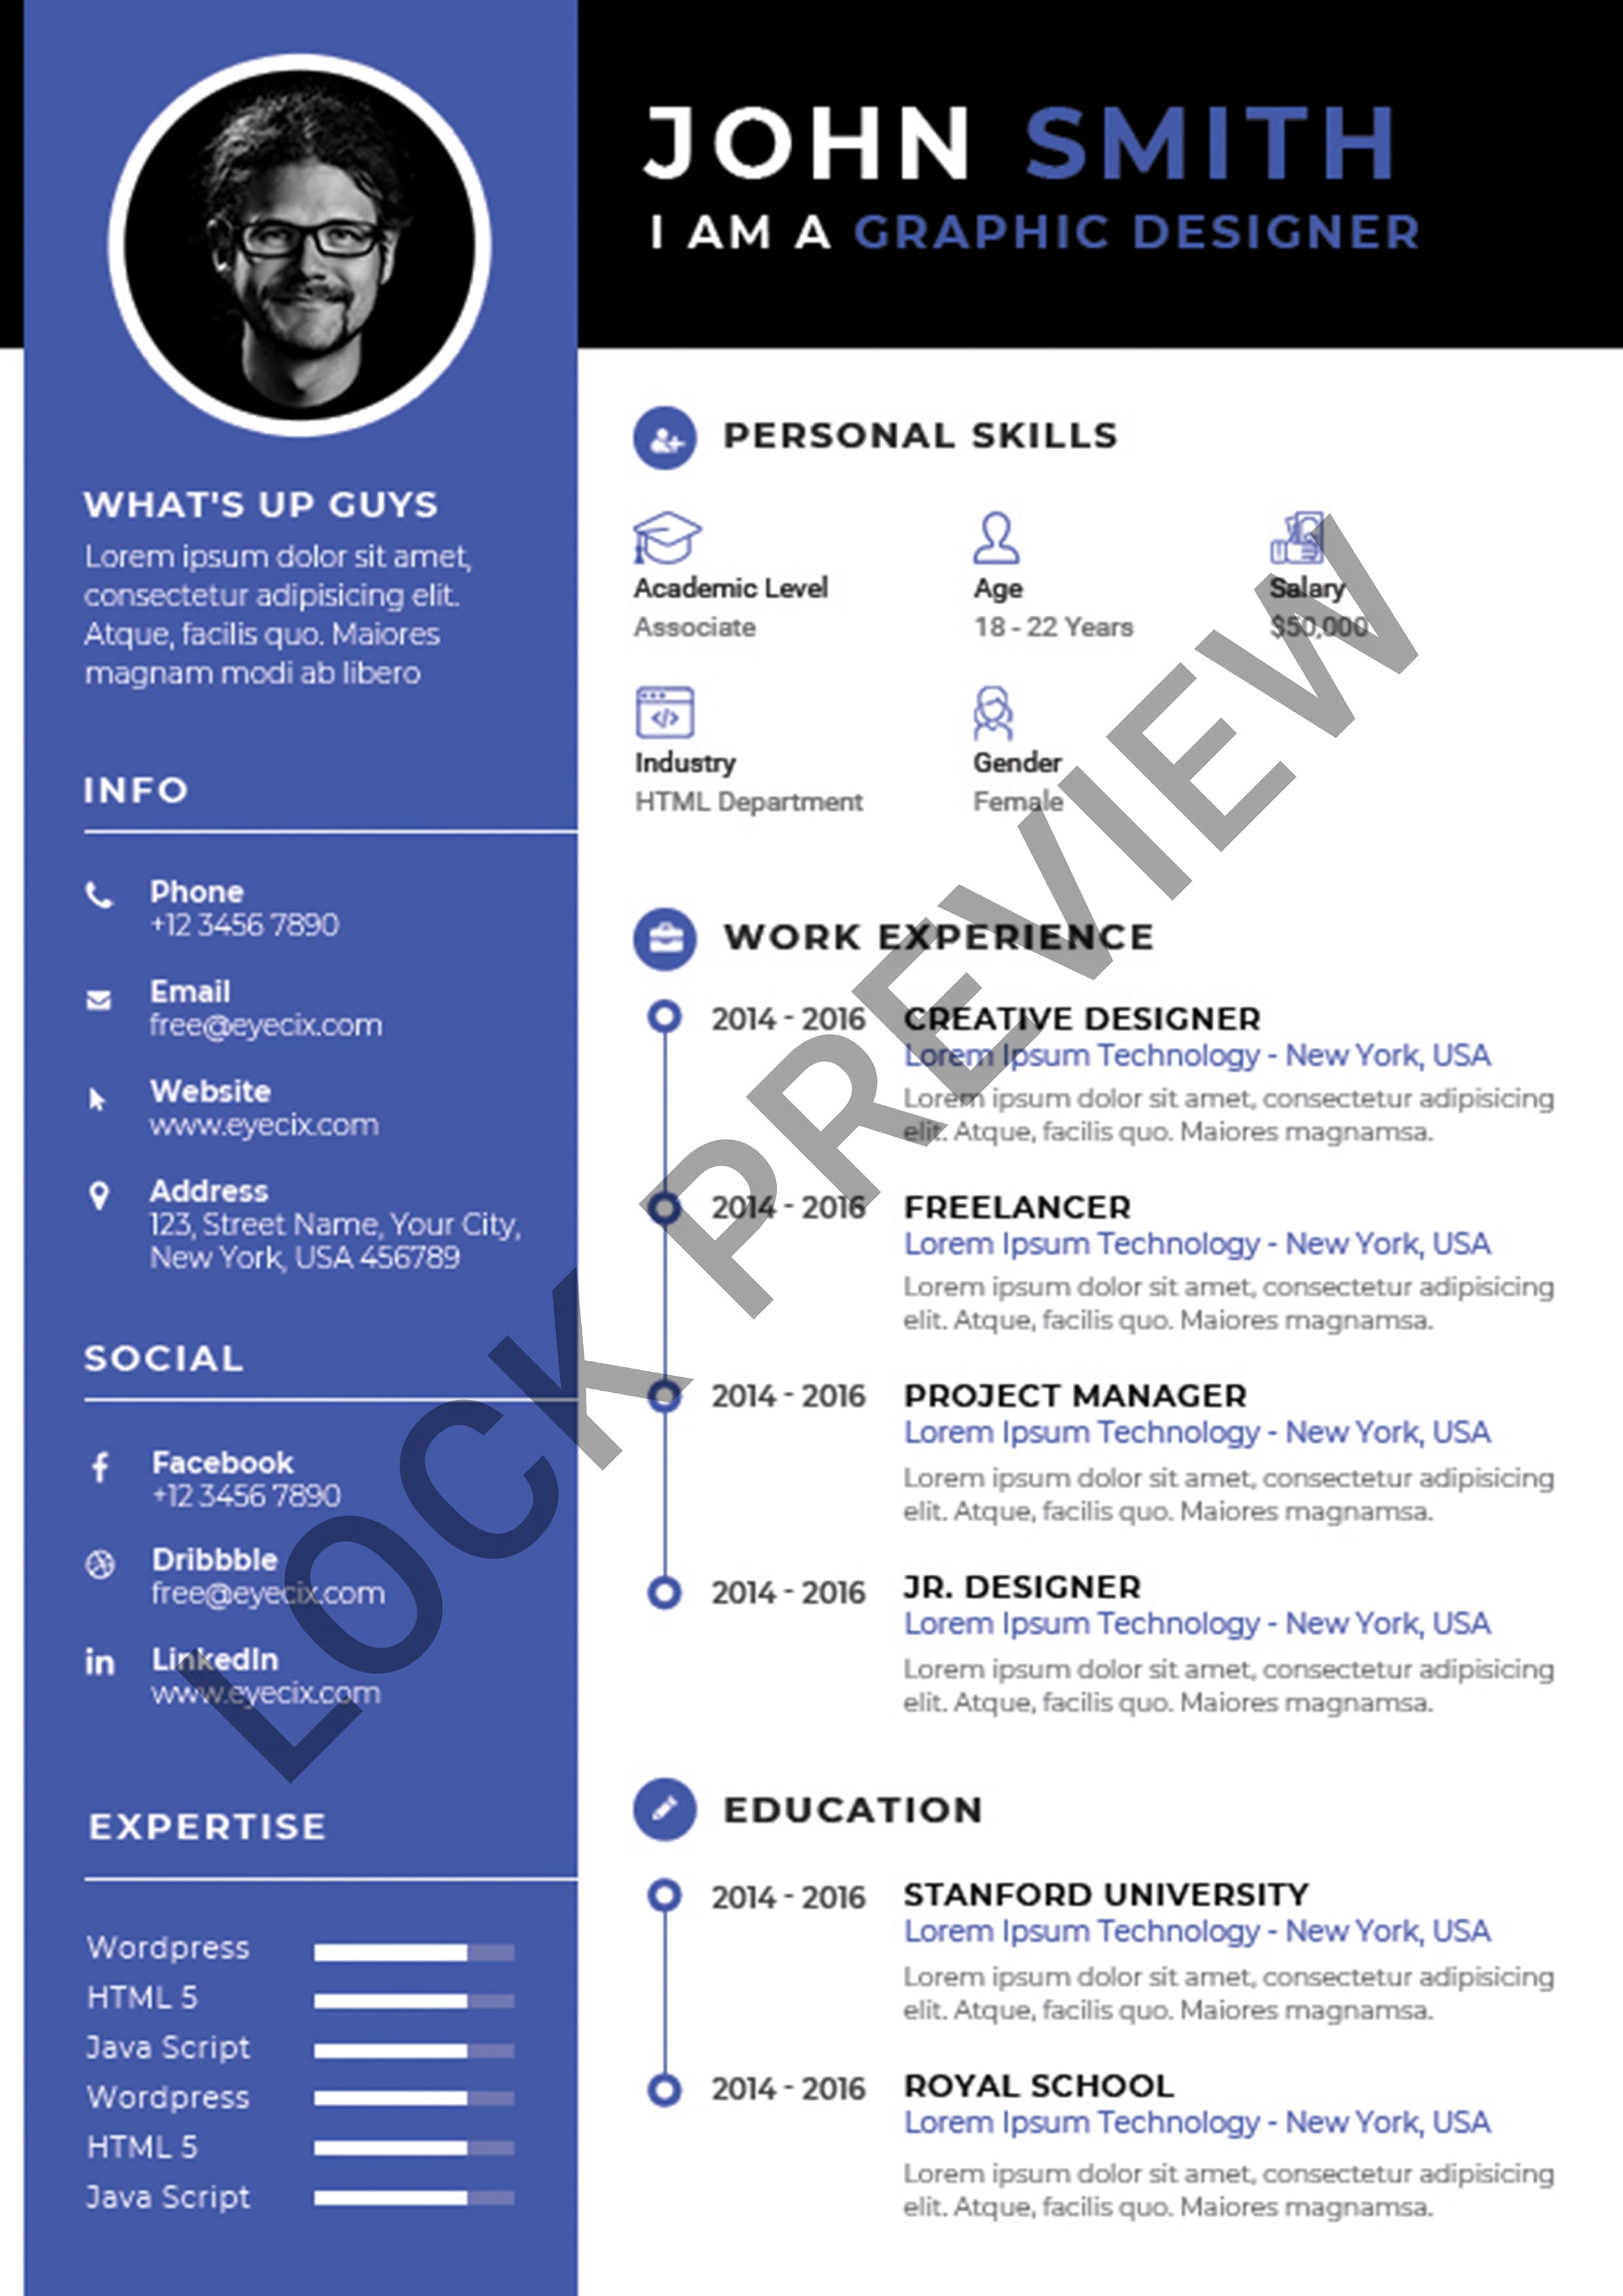 JOHN SMITH
I AM A GRAPHIC DESIGNER
WHAT'S UP GUYS
Lorem ipsum dolor sit amet,
consectetur adipisicing elit.
Atque, facilis quo. Maiores
magnam modi ab libero
INFO
Phone
+12 3456 7890
Email
free@eyecix.com
Website
www.eyecix.com
Address
123, Street Name, Your City,
New York, USA 456789
SOCIAL
Facebook
+12 3456 7890
Dribbble
free@eyecix.com
LinkedIn
www.eyecix.com
EXPERTISE
Wordpress
HTML 5
Java Script
Wordpress
HTML 5
Java Script
PERSONAL SKILLS
Academic Level
Associate
Age
18 - 22 Years
Salary
$50,000
Industry
HTML Department
Gender
Female
WORK EXPERIENCE
2014 - 2016 CREATIVE DESIGNER
Lorem Ipsum Technology - New York, USA
Lorem ipsum dolor sit amet, consectetur adipisicing
elit. Atque, facilis quo. Maiores magnamsa.
2014 - 2016 FREELANCER
Lorem Ipsum Technology - New York, USA
Lorem ipsum dolor sit amet, consectetur adipisicing
elit. Atque, facilis quo. Maiores magnamsa.
2014 - 2016 PROJECT MANAGER
Lorem Ipsum Technology - New York, USA
Lorem ipsum dolor sit amet, consectetur adipisicing
elit. Atque, facilis quo. Maiores magnamsa.
2014 - 2016 JR. DESIGNER
Lorem Ipsum Technology - New York, USA
Lorem ipsum dolor sit amet, consectetur adipisicing
elit. Atque, facilis quo. Maiores magnamsa.
EDUCATION
2014 - 2016 STANFORD UNIVERSITY
Lorem Ipsum Technology - New York, USA
Lorem ipsum dolor sit amet, consectetur adipisicing
elit. Atque, facilis quo. Maiores magnamsa.
2014 - 2016 ROYAL SCHOOL
Lorem Ipsum Technology - New York, USA
Lorem ipsum dolor sit amet, consectetur adipisicing
elit. Atque, facilis quo. Maiores magnamsa.
LOCK PREVIEW